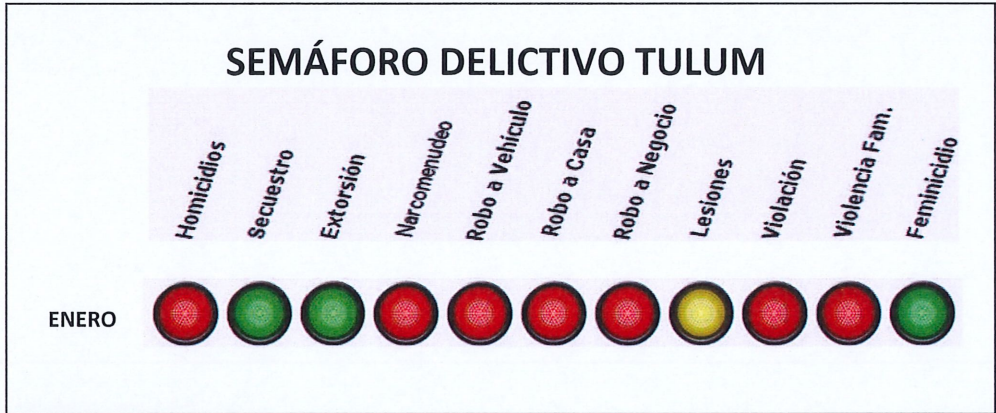 SEMÁFORO DELICTIVO TULUM
Homicidios
Secuestro
Extorsión
Narcomenudeo
Robo a Vehículo
Robo a Casa
Robo a Negocio
Lesiones
Violación
Violencia Fam.
Feminicidio
ENERO